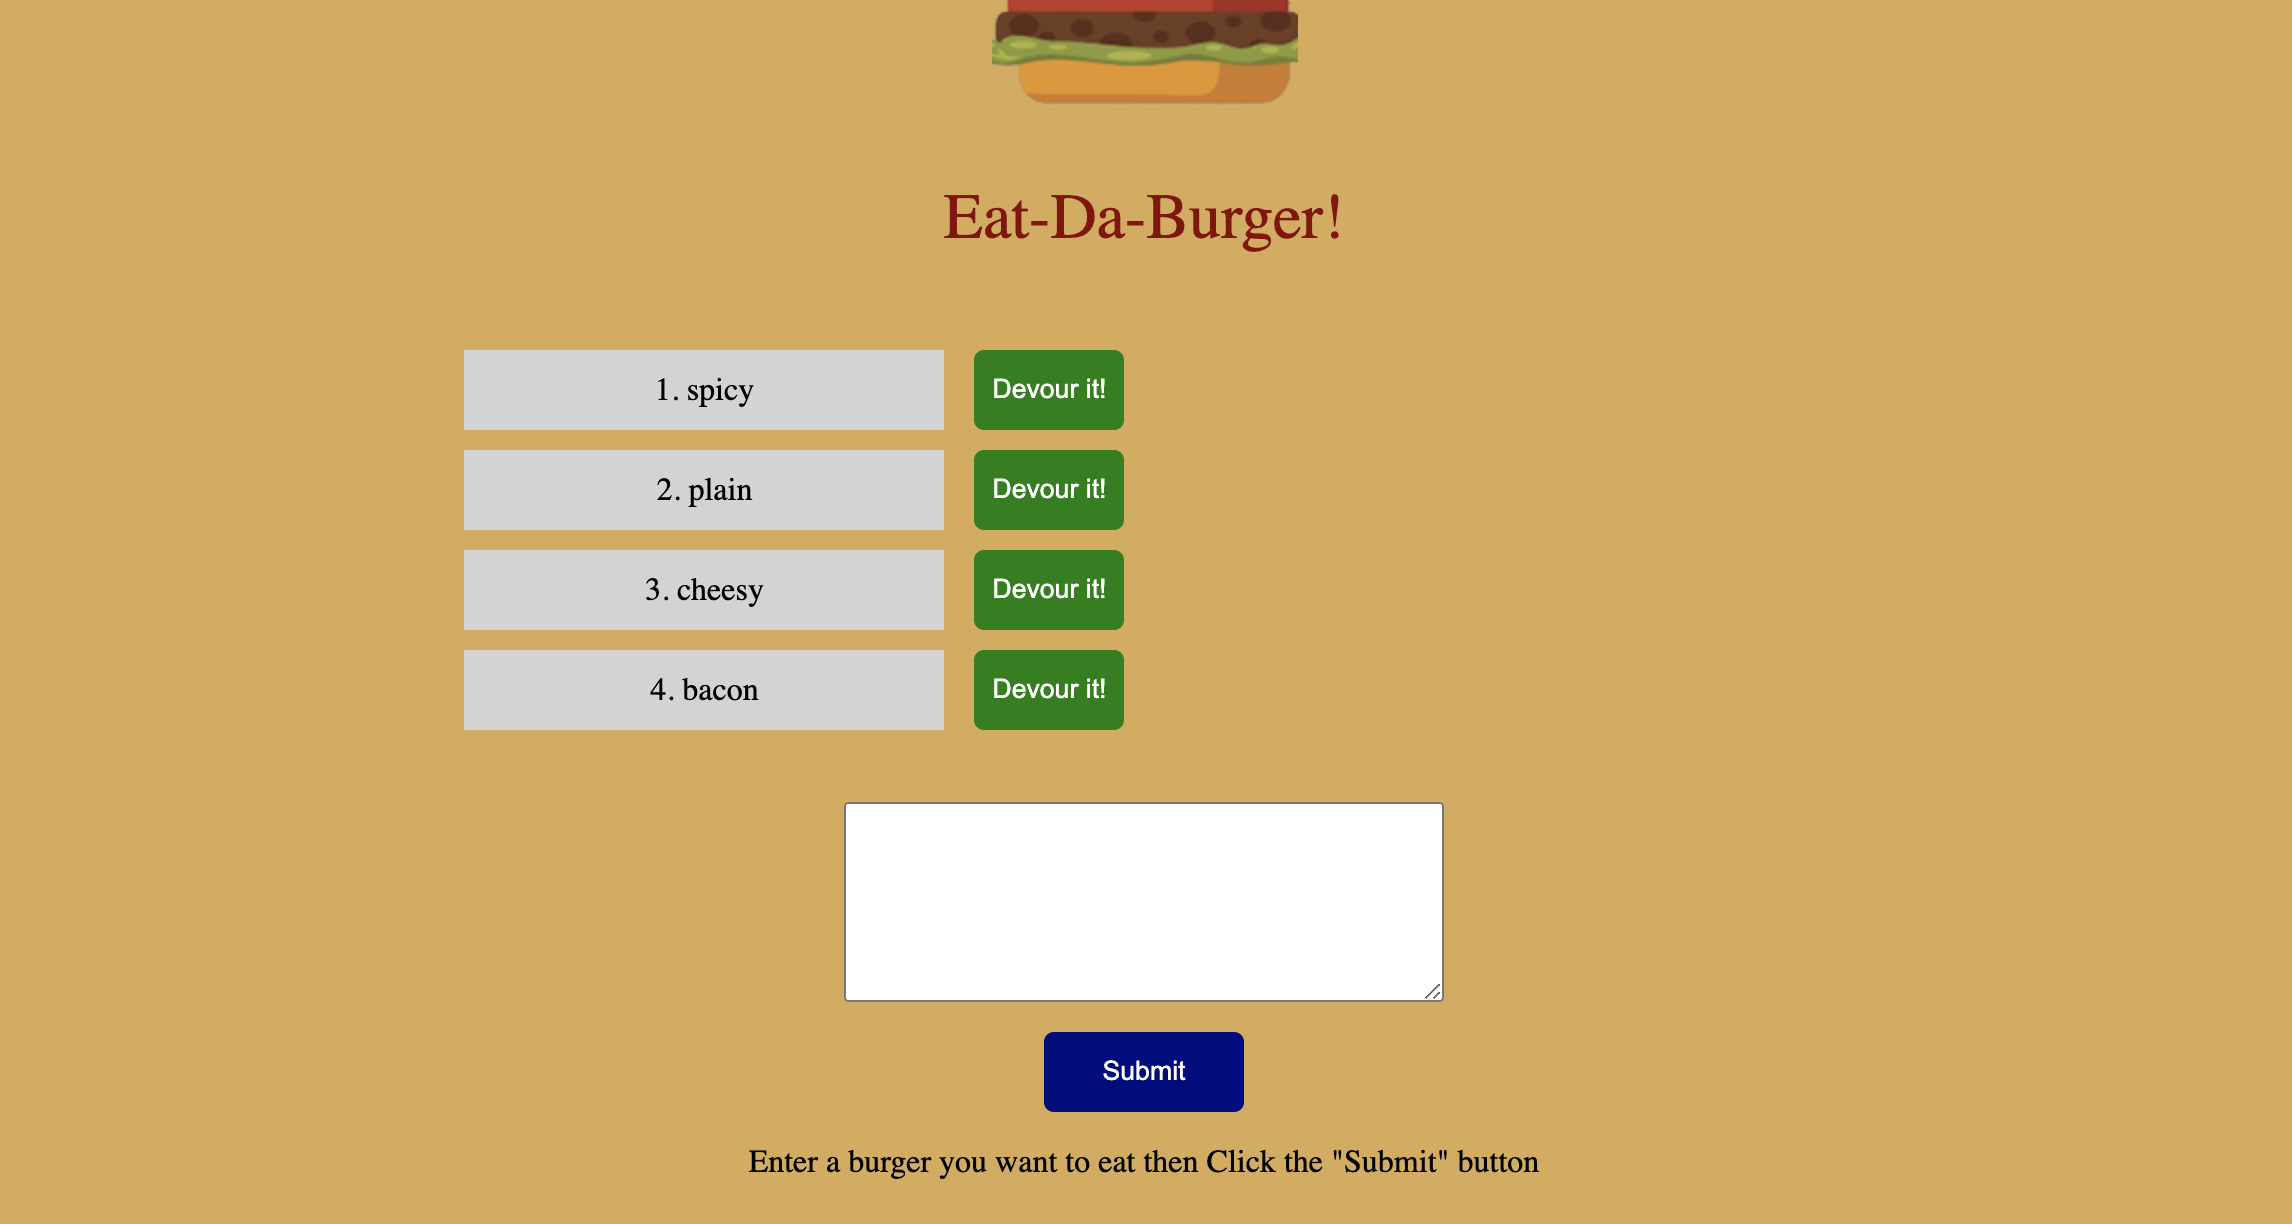 Eat-Da-Burger!
1. spicy Devour it!
2. plain Devour it!
3. cheesy Devour it!
4. bacon Devour it!
Submit
Enter a burger you want to eat then Click the "Submit" button